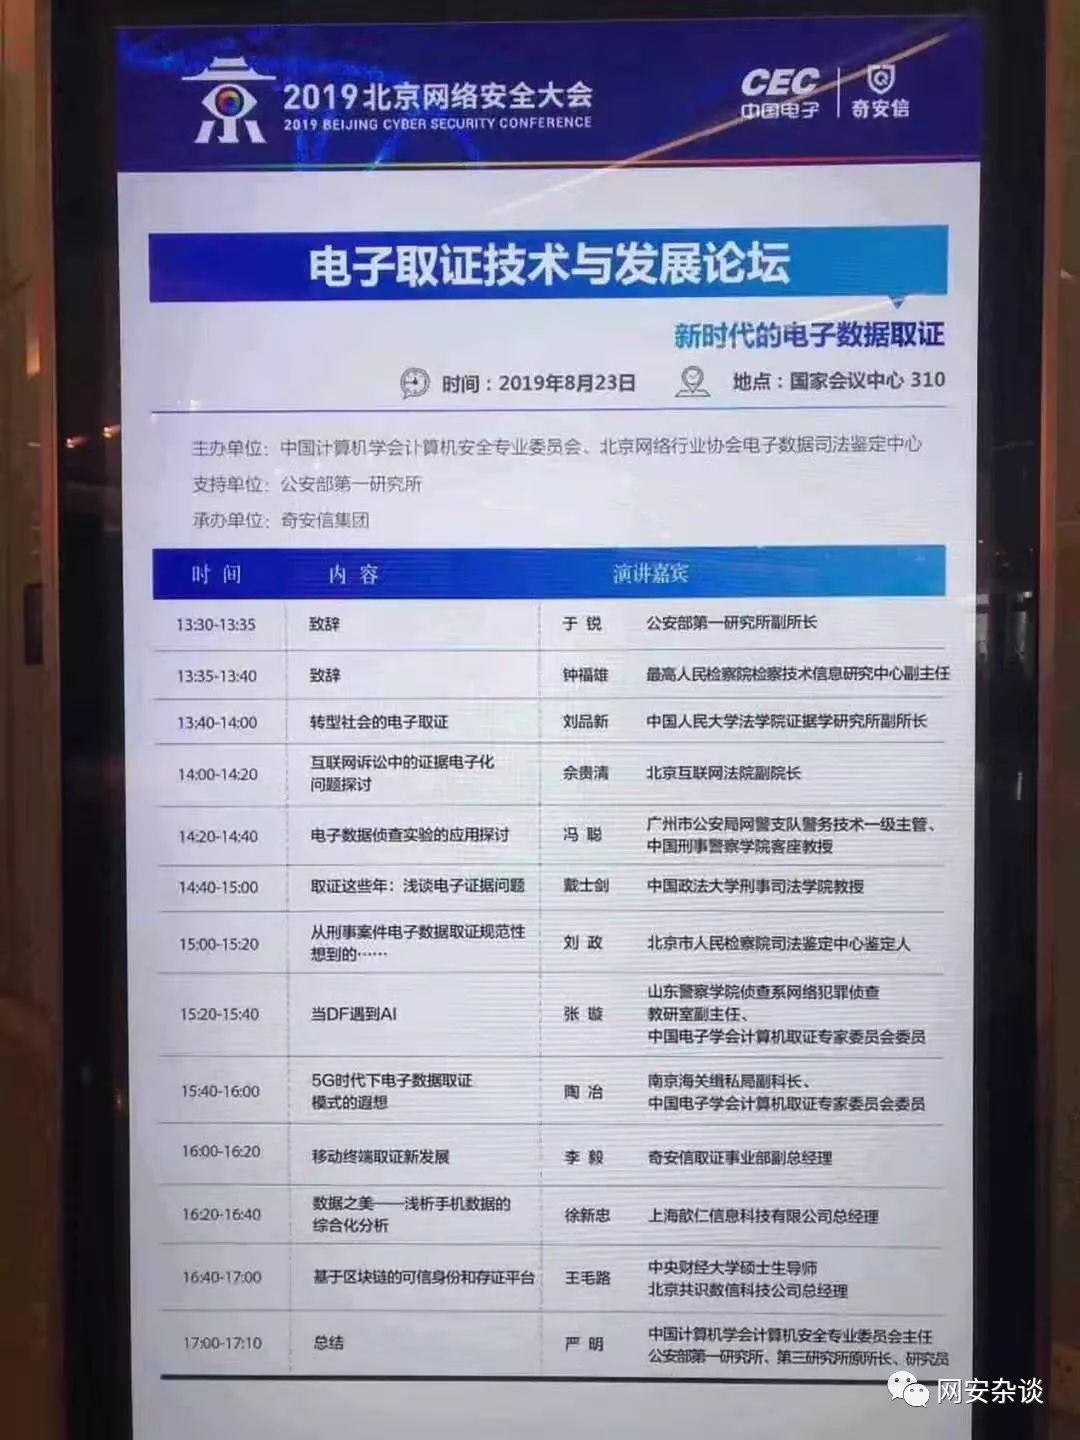 2019北京网络安全大会
2019 BEIJING CYBER SECURITY CONFERENCE
CEC
中国电子
奇安信
电子取证技术与发展论坛
新时代的电子数据取证
时间：2019年8月23日
地点：国家会议中心 310
主办单位：中国计算机学会计算机安全专业委员会、北京网络行业协会电子数据司法鉴定中心
支持单位：公安部第一研究所
承办单位：奇安信集团
时 间 内 容 演讲嘉宾
13:30-13:35 致辞 于 锐 公安部第一研究所副所长
13:35-13:40 致辞 钟福雄 最高人民检察院检察技术信息研究中心副主任
13:40-14:00 转型社会的电子取证 刘品新 中国人民大学法学院证据学研究所副所长
14:00-14:20 互联网诉讼中的证据电子化
问题探讨
佘贵清 北京互联网法院副院长
14:20-14:40 电子数据侦查实验的应用探讨 冯 聪 广州市公安局网警支队警务技术一级主管、
中国刑事警察学院客座教授
14:40-15:00 取证这些年：浅谈电子证据问题 戴士剑 中国政法大学刑事司法学院教授
15:00-15:20 从刑事案件电子数据取证规范性
想到的……
刘 政 北京市人民检察院司法鉴定中心鉴定人
15:20-15:40 当DF遇到AI 张 璇 山东警察学院侦查系网络犯罪侦查
教研室副主任、
中国电子学会计算机取证专家委员会委员
15:40-16:00 5G时代下电子数据取证
模式的遐想
陶 冶 南京海关缉私局副科长、
中国电子学会计算机取证专家委员会委员
16:00-16:20 移动终端取证新发展 李 毅 奇安信取证事业部副总经理
16:20-16:40 数据之美——浅析手机数据的
综合化分析
徐新忠 上海歆仁信息科技有限公司总经理
16:40-17:00 基于区块链的可信身份和存证平台 王毛路 中央财经大学硕士生导师
北京共识数信科技公司总经理
17:00-17:10 总结 严 明 中国计算机学会计算机安全专业委员会主任
公安部第一研究所、第三研究所原所长、研究员
网安杂谈